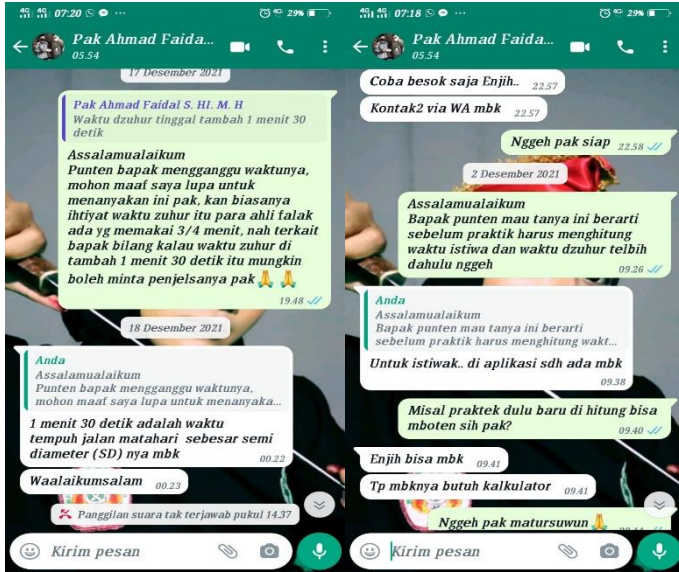 07:20
29%
Pak Ahmad Faida...
05.54
17 Desember 2021
Pak Ahmad Faidal S. HI. M. H
Waktu dzuhur tinggal tambah 1 menit 30
detik
Assalamualaikum
Punten bapak mengganggu waktunya,
mohon maaf saya lupa untuk
menanyakan ini pak, kan biasanya
ihtiyat waktu zuhur itu para ahli falak
ada yg memakai 3/4 menit, nah terkait
bapak bilang kalau waktu zuhur di
tambah 1 menit 30 detik itu mungkin
boleh minta penjelsanya pak🙏🙏
19.48
18 Desember 2021
Anda
Assalamualaikum
Punten bapak mengganggu waktunya,
mohon maaf saya lupa untuk menanyaka...
1 menit 30 detik adalah waktu
tempuh jalan matahari sebesar semi
diameter (SD) nya mbk
00.22
Waalaikumsalam 00.23
Panggilan suara tak terjawab pukul 14.37
Kirim pesan
07:18
29%
Pak Ahmad Faida...
05.54
Coba besok saja Enjih.. 22.57
Kontak2 via WA mbk 22.57
Nggeh pak siap 22.58
2 Desember 2021
Assalamualaikum
Bapak punten mau tanya ini berarti
sebelum praktik harus menghitung
waktu istiwa dan waktu dzuhur telbih
dahulu nggeh
09.26
Anda
Assalamualaikum
Bapak punten mau tanya ini berarti
sebelum praktik harus menghitung wakt...
Untuk istiwak.. di aplikasi sdh ada mbk
09.38
Misal praktek dulu baru di hitung bisa
mboten sih pak?
09.40
Enjih bisa mbk 09.41
Tp mbknya butuh kalkulator 09.41
Nggeh pak matursuwun🙏
Kirim pesan